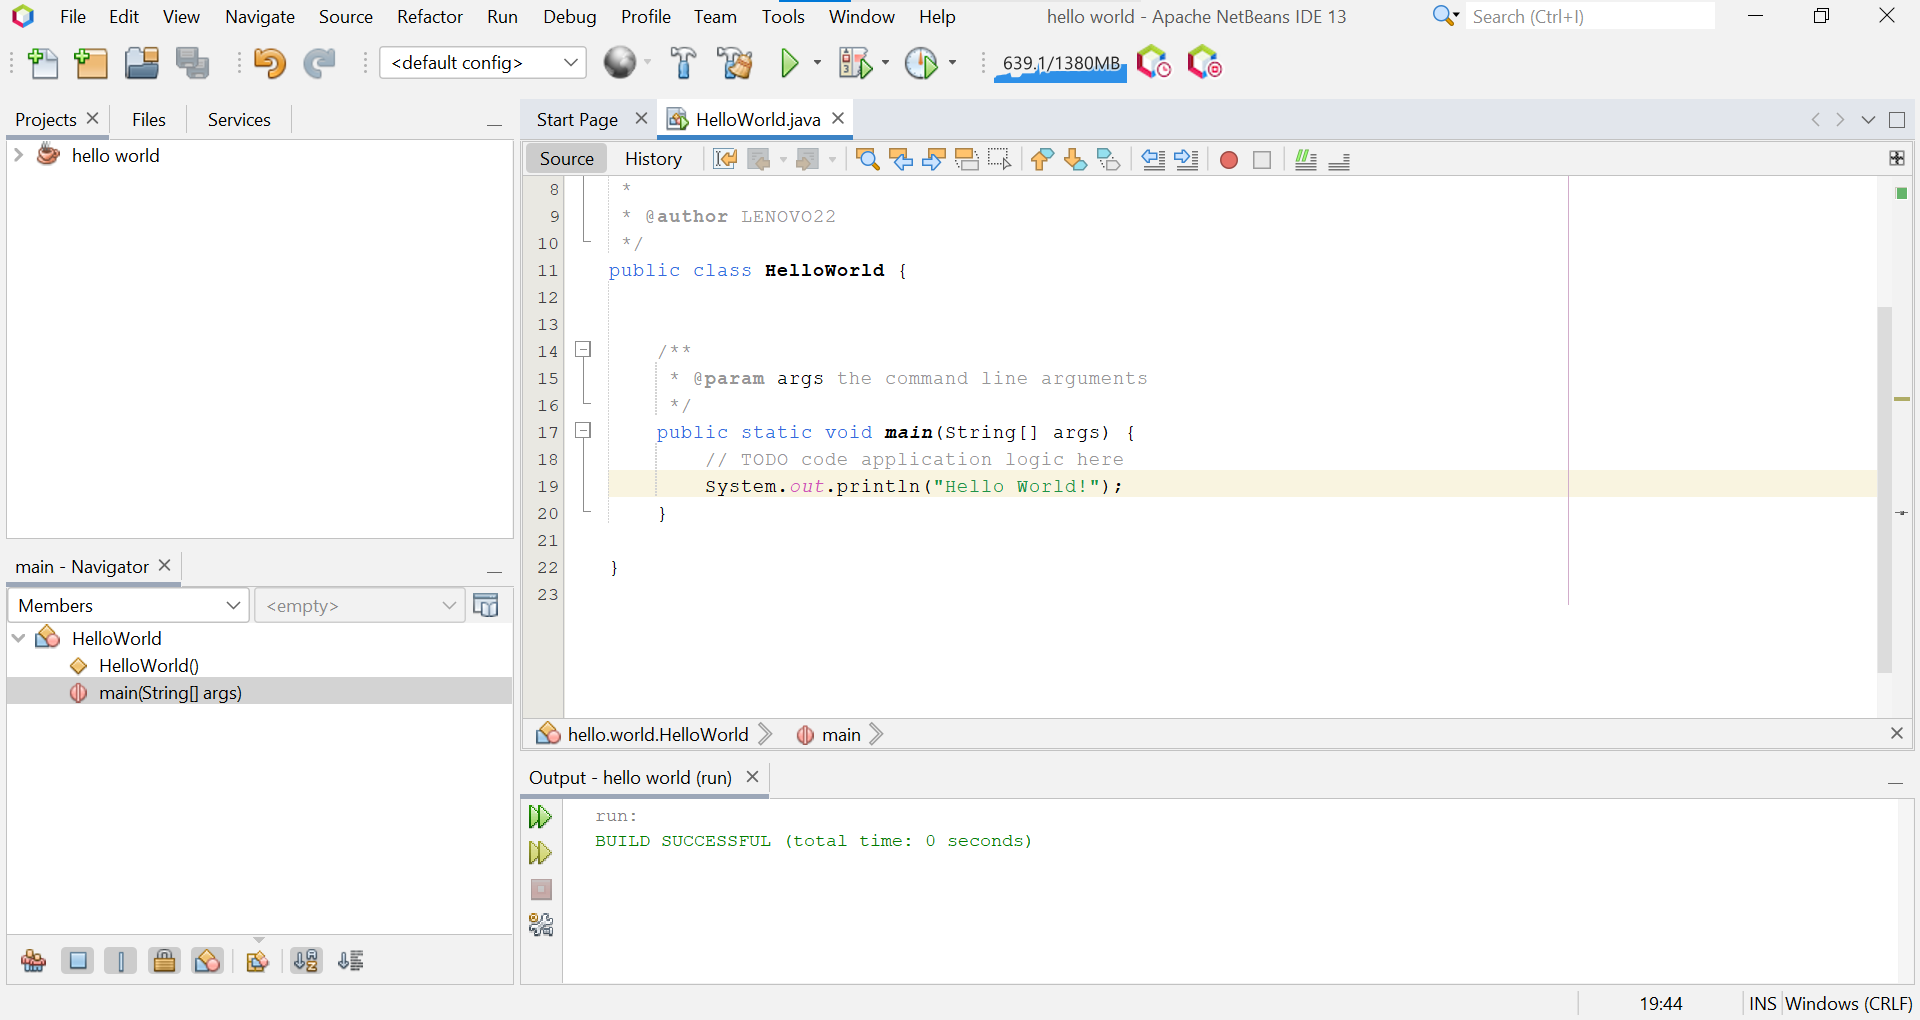 File Edit View Navigate Source Refactor Run Debug Profile Team Tools Window Help hello world - Apache NetBeans IDE 13 Search (Ctrl+I)
<default config> 639.1/1380MB
Projects Files Services
hello world
Start Page HelloWorld.java
Source History
8 *
9 * @author LENOVO22
10 */
11 public class HelloWorld {
12
13
14 /**
15 * @param args the command line arguments
16 */
17 public static void main(String[] args) {
18 // TODO code application logic here
19 System.out.println("Hello World!");
20 }
21
22 }
23
hello.world.HelloWorld main
main - Navigator
Members <empty>
HelloWorld
HelloWorld()
main(String[] args)
Output - hello world (run)
run:
BUILD SUCCESSFUL (total time: 0 seconds)
19:44 INS Windows (CRLF)